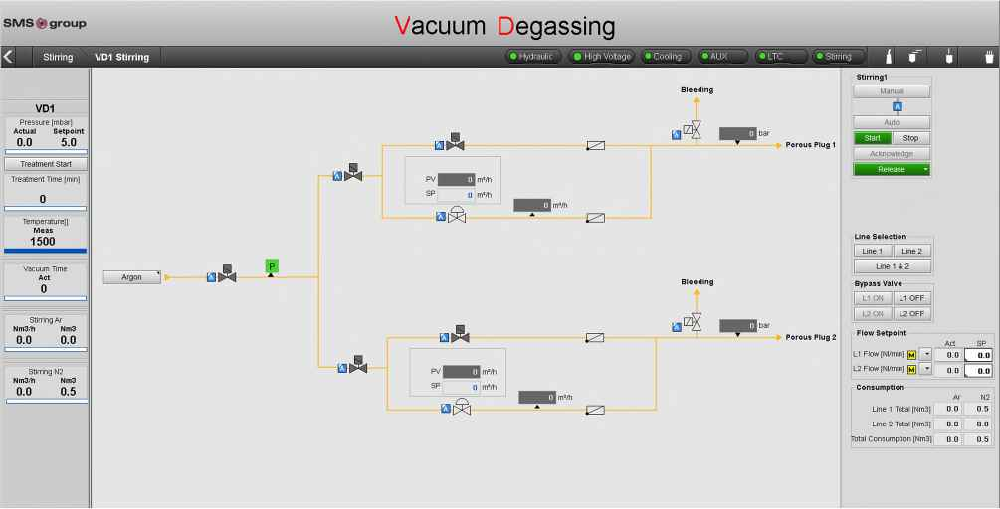 SMS group
Vacuum Degassing
Stirring
VD1 Stirring
Hydraulic
High Voltage
Cooling
AUX
LTC
Stirring
VD1
Pressure [mbar]
Actual Setpoint
0.0 5.0
Treatment Start
Treatment Time [min]
0
Temperature[]
Meas
1500
Vacuum Time
Act
0
Stirring Ar
Nm3/h Nm3
0.0 0.0
Stirring N2
Nm3/h Nm3
0.0 0.5
Argon
A
P
A
A
PV 0 m³/h
SP 0 m³/h
A
0 m³/h
Bleeding
A
0 bar
Porous Plug 1
A
A
PV 0 m³/h
SP 0 m³/h
A
0 m³/h
Bleeding
A
0 bar
Porous Plug 2
Stirring1
Manual
A
Auto
Start Stop
Acknowledge
Release
Line Selection
Line 1 Line 2
Line 1 & 2
Bypass Valve
L1 ON L1 OFF
L2 ON L2 OFF
Flow Setpoint
Act SP
L1 Flow [Nl/min] M 0.0 0.0
L2 Flow [Nl/min] M 0.0 0.0
Consumption
Ar N2
Line 1 Total [Nm3] 0.0 0.5
Line 2 Total [Nm3] 0.0 0.0
Total Consumption [Nm3] 0.0 0.5